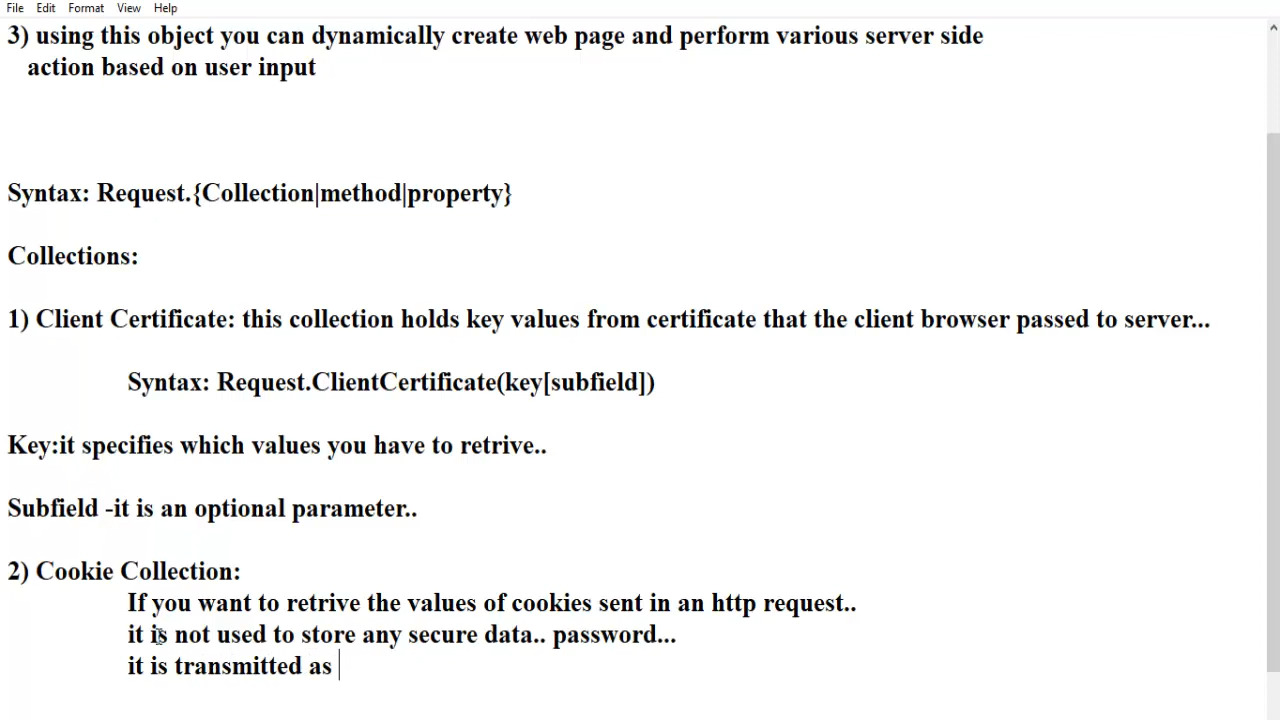 File Edit Format View Help
3) using this object you can dynamically create web page and perform various server side
action based on user input
Syntax: Request.{Collection|method|property}
Collections:
1) Client Certificate: this collection holds key values from certificate that the client browser passed to server...
Syntax: Request.ClientCertificate(key[subfield])
Key:it specifies which values you have to retrive..
Subfield -it is an optional parameter..
2) Cookie Collection:
If you want to retrive the values of cookies sent in an http request..
it is not used to store any secure data.. password...
it is transmitted as